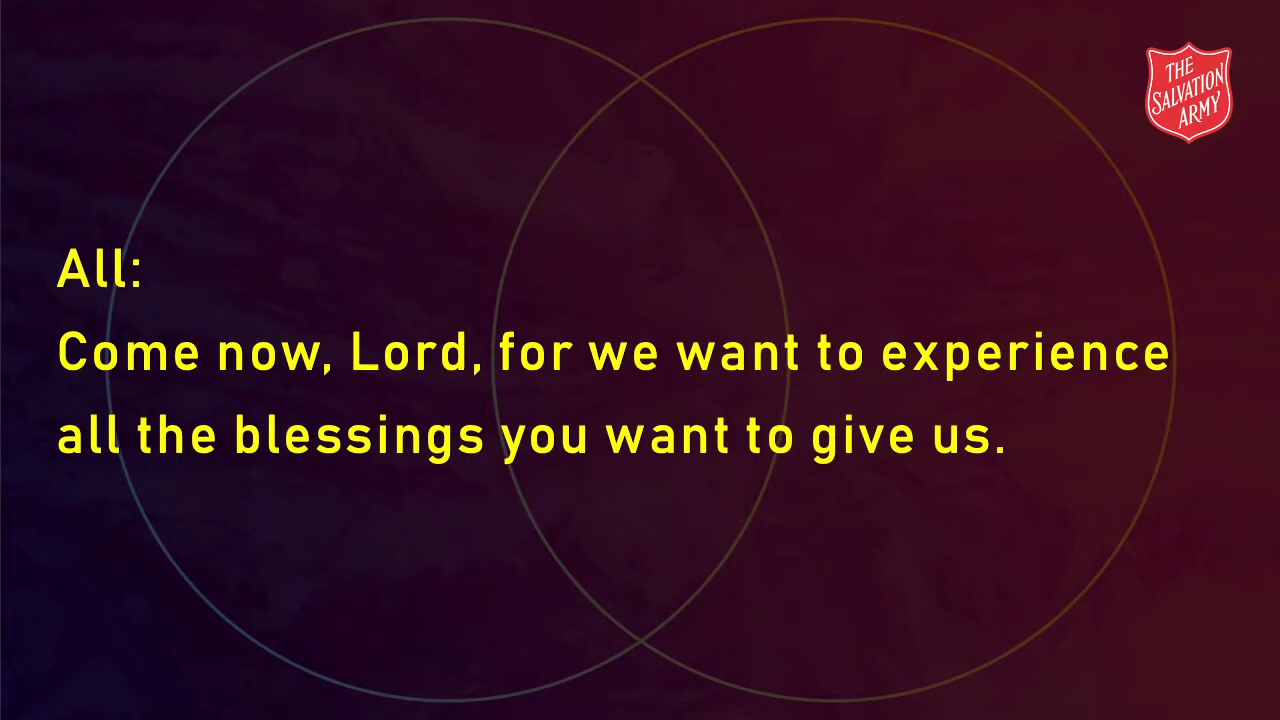 THE
SALVATION
ARMY
All:
Come now, Lord, for we want to experience
all the blessings you want to give us.